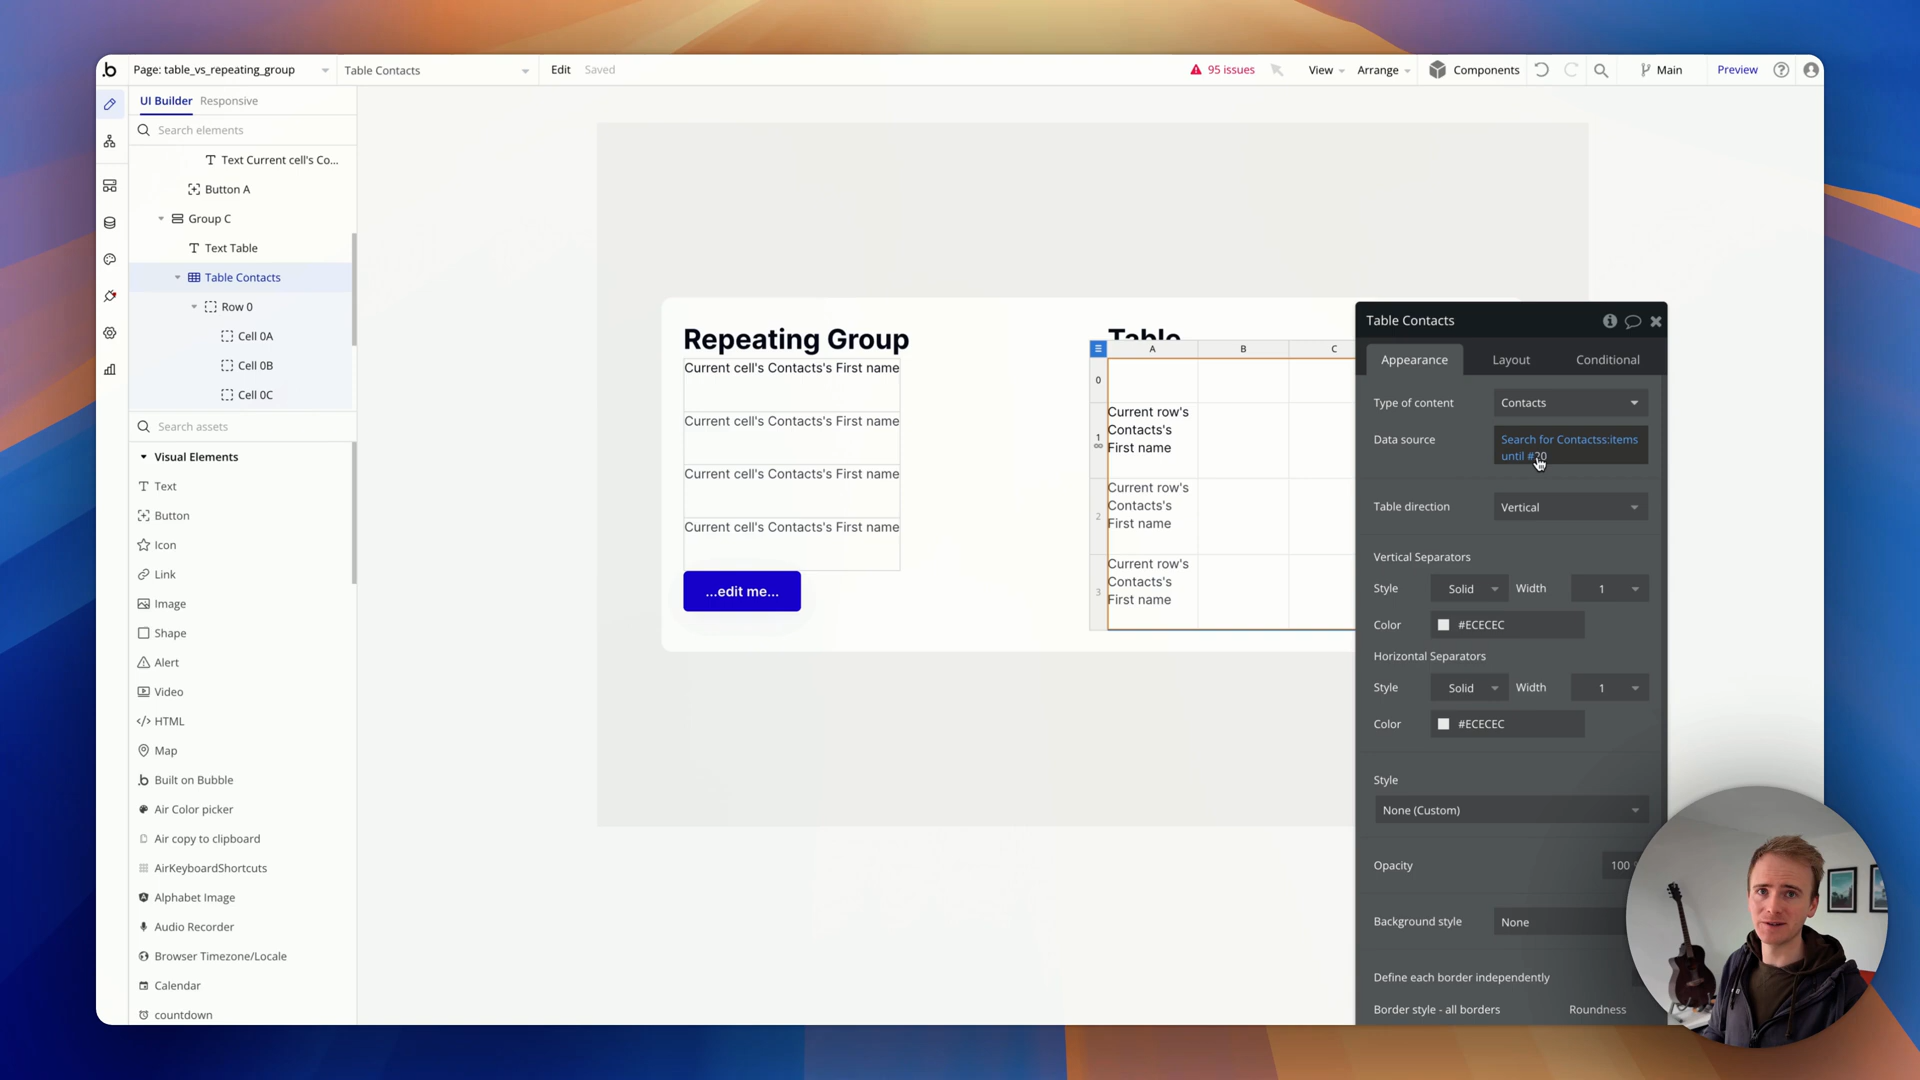 Page: table_vs_repeating_group
Table Contacts
Edit
Saved
95 issues
View
Arrange
Components
Main
Preview
UI Builder
Responsive
Search elements
Text Current cell's Co...
Button A
Group C
Text Table
Table Contacts
Row 0
Cell 0A
Cell 0B
Cell 0C
Search assets
Visual Elements
Text
Button
Icon
Link
Image
Shape
Alert
Video
HTML
Map
Built on Bubble
Air Color picker
Air copy to clipboard
AirKeyboardShortcuts
Alphabet Image
Audio Recorder
Browser Timezone/Locale
Calendar
countdown
Repeating Group
Current cell's Contacts's First name
Current cell's Contacts's First name
Current cell's Contacts's First name
Current cell's Contacts's First name
...edit me...
Table
A
B
C
0
1
Current row's
Contacts's
First name
2
Current row's
Contacts's
First name
3
Current row's
Contacts's
First name
Table Contacts
Appearance
Layout
Conditional
Type of content
Contacts
Data source
Search for Contactss:items
until #20
Table direction
Vertical
Vertical Separators
Style
Solid
Width
1
Color
#ECECEC
Horizontal Separators
Style
Solid
Width
1
Color
#ECECEC
Style
None (Custom)
Opacity
100
Background style
None
Define each border independently
Border style - all borders
Roundness